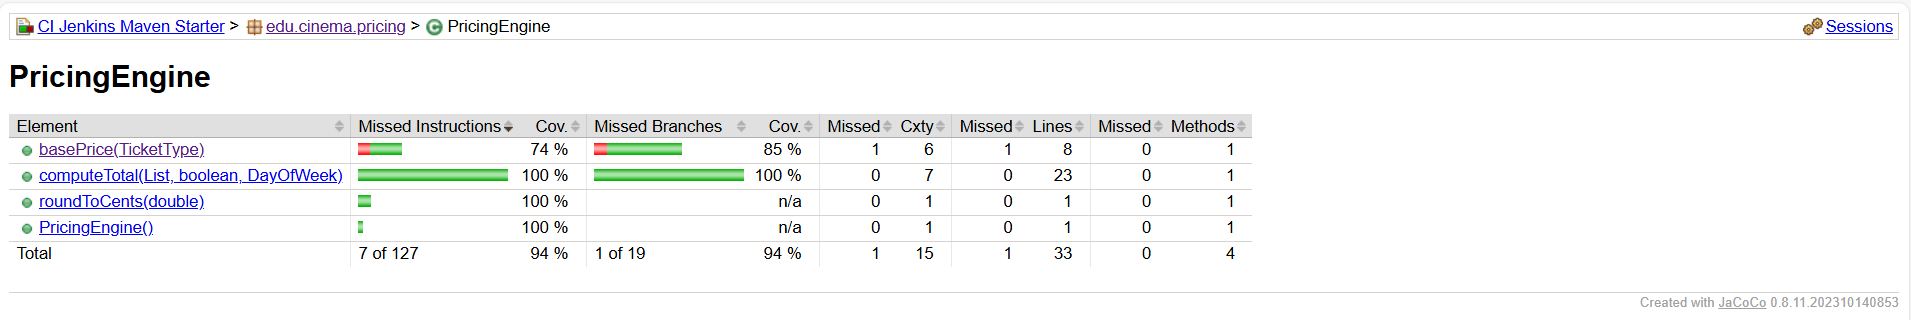 CI Jenkins Maven Starter > edu.cinema.pricing > PricingEngine Sessions
PricingEngine
Element Missed Instructions Cov. Missed Branches Cov. Missed Cxty Missed Lines Missed Methods
basePrice(TicketType) 74 % 85 % 1 6 1 8 0 1
computeTotal(List, boolean, DayOfWeek) 100 % 100 % 0 7 0 23 0 1
roundToCents(double) 100 % n/a 0 1 0 1 0 1
PricingEngine() 100 % n/a 0 1 0 1 0 1
Total 7 of 127 94 % 1 of 19 94 % 1 15 1 33 0 4
Created with JaCoCo 0.8.11.202310140853